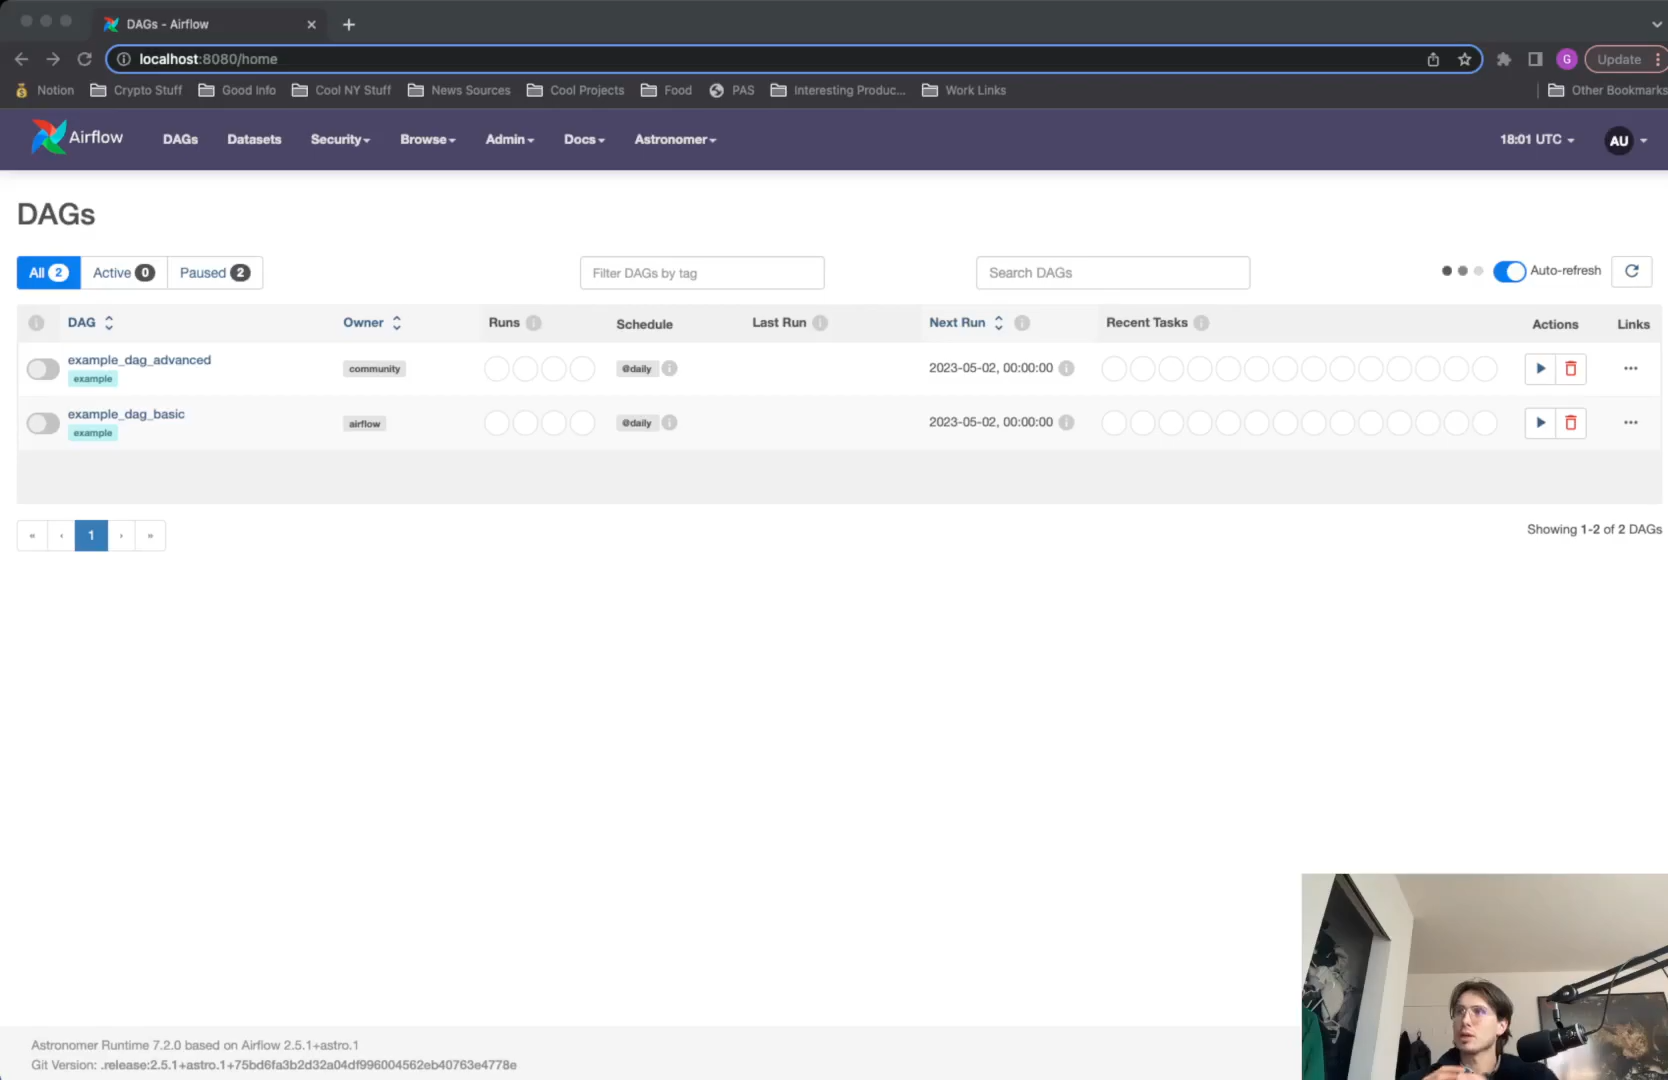 DAGs - Airflow
localhost:8080/home
G
Update
Notion
Crypto Stuff
Good Info
Cool NY Stuff
News Sources
Cool Projects
Food
PAS
Interesting Produc...
Work Links
Other Bookmarks
Airflow
DAGs
Datasets
Security
Browse
Admin
Docs
Astronomer
18:01 UTC
AU
DAGs
All 2
Active 0
Paused 2
Filter DAGs by tag
Search DAGs
Auto-refresh
DAG
Owner
Runs
Schedule
Last Run
Next Run
Recent Tasks
Actions
Links
example_dag_advanced
example
community
@daily
2023-05-02, 00:00:00
example_dag_basic
example
airflow
@daily
2023-05-02, 00:00:00
« ‹ 1 › »
Showing 1-2 of 2 DAGs
Astronomer Runtime 7.2.0 based on Airflow 2.5.1+astro.1
Git Version: .release:2.5.1+astro.1+75bd6fa3b2d32a04df996004562eb40763e4778e